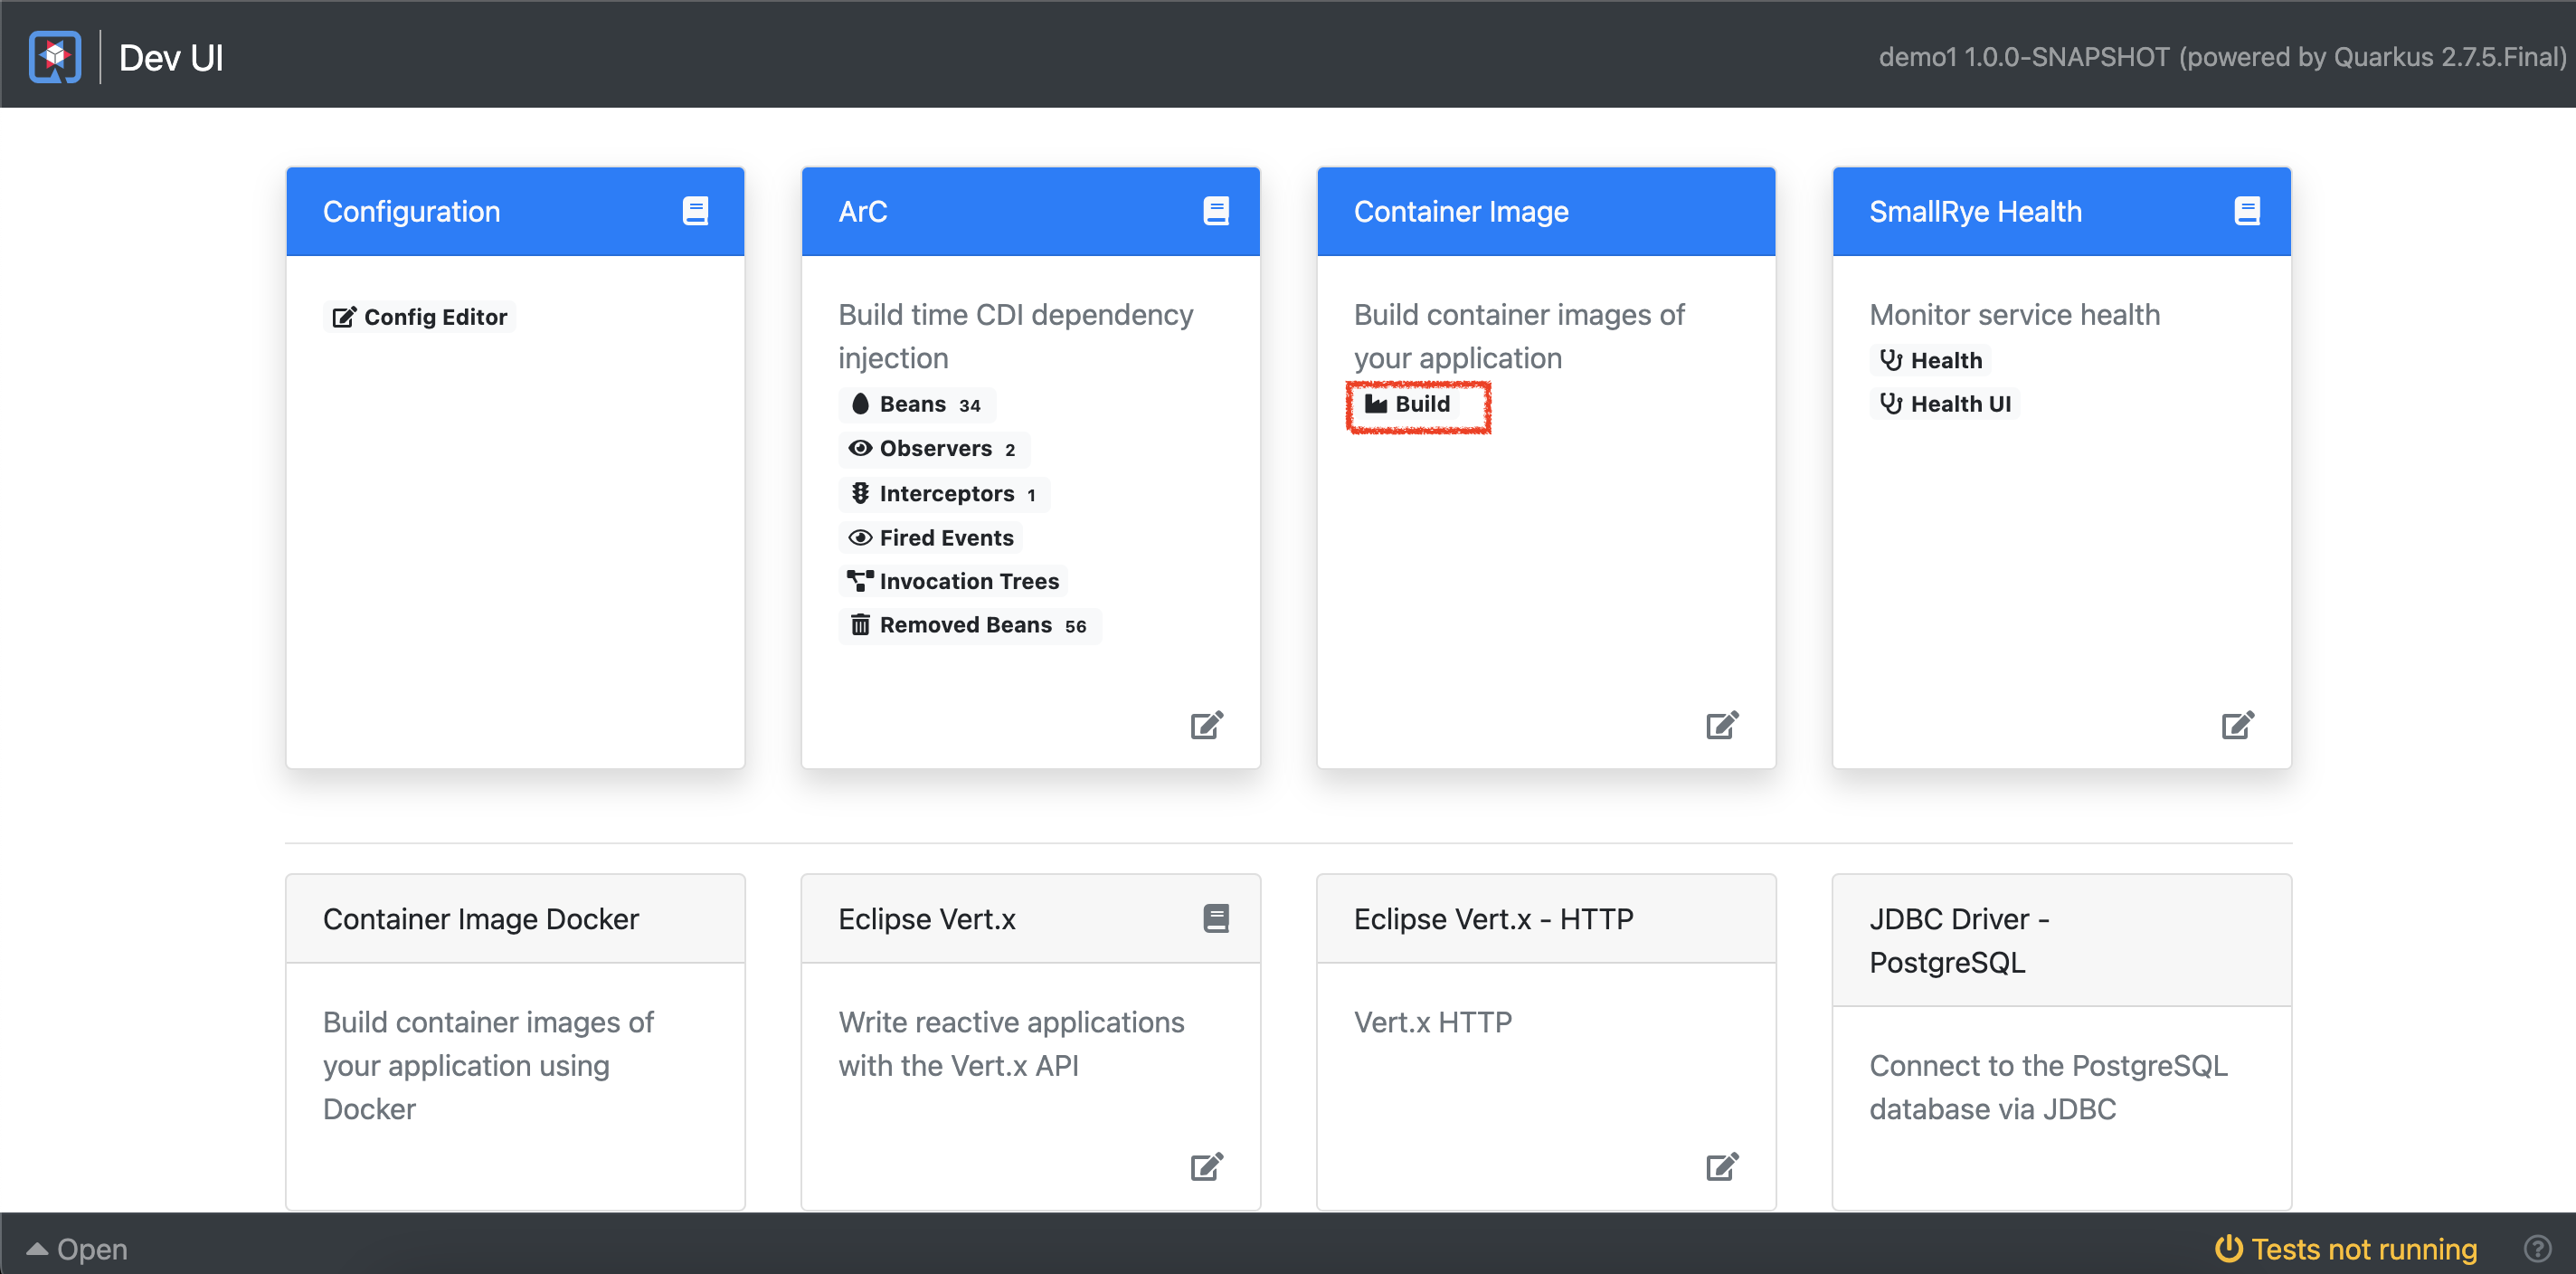 Dev UI
demo1 1.0.0-SNAPSHOT (powered by Quarkus 2.7.5.Final)
Configuration
Config Editor
ArC
Build time CDI dependency
injection
Beans 34
Observers 2
Interceptors 1
Fired Events
Invocation Trees
Removed Beans 56
Container Image
Build container images of
your application
Build
SmallRye Health
Monitor service health
Health
Health UI
Container Image Docker
Build container images of
your application using
Docker
Eclipse Vert.x
Write reactive applications
with the Vert.x API
Eclipse Vert.x - HTTP
Vert.x HTTP
JDBC Driver -
PostgreSQL
Connect to the PostgreSQL
database via JDBC
Open
Tests not running
?